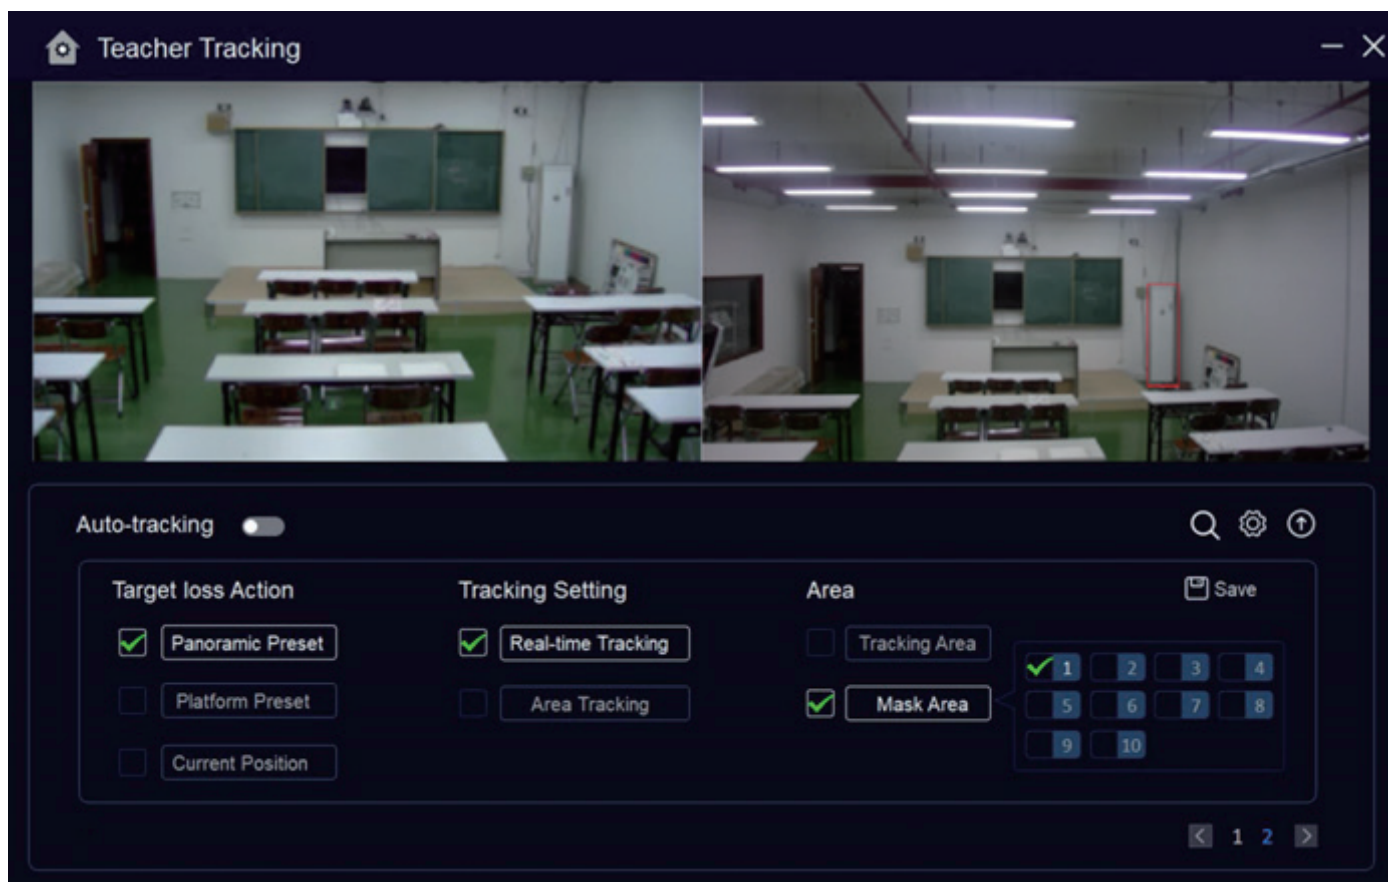 Teacher Tracking
Auto-tracking
Target loss Action
Tracking Setting
Area
Save
Panoramic Preset
Real-time Tracking
Tracking Area
1 2 3 4
Platform Preset
Area Tracking
Mask Area
5 6 7 8
9 10
Current Position
< 1 2 >